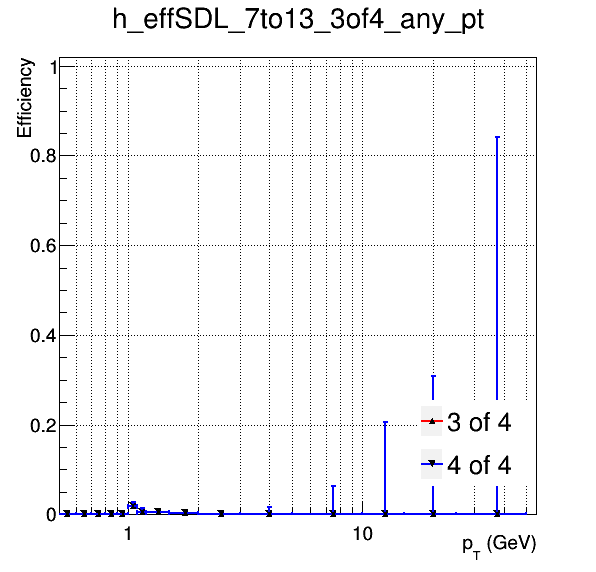 h_effSDL_7to13_3of4_any_pt
Efficiency
1
0.8
0.6
0.4
0.2
0
3 of 4
4 of 4
1
10
p_T (GeV)